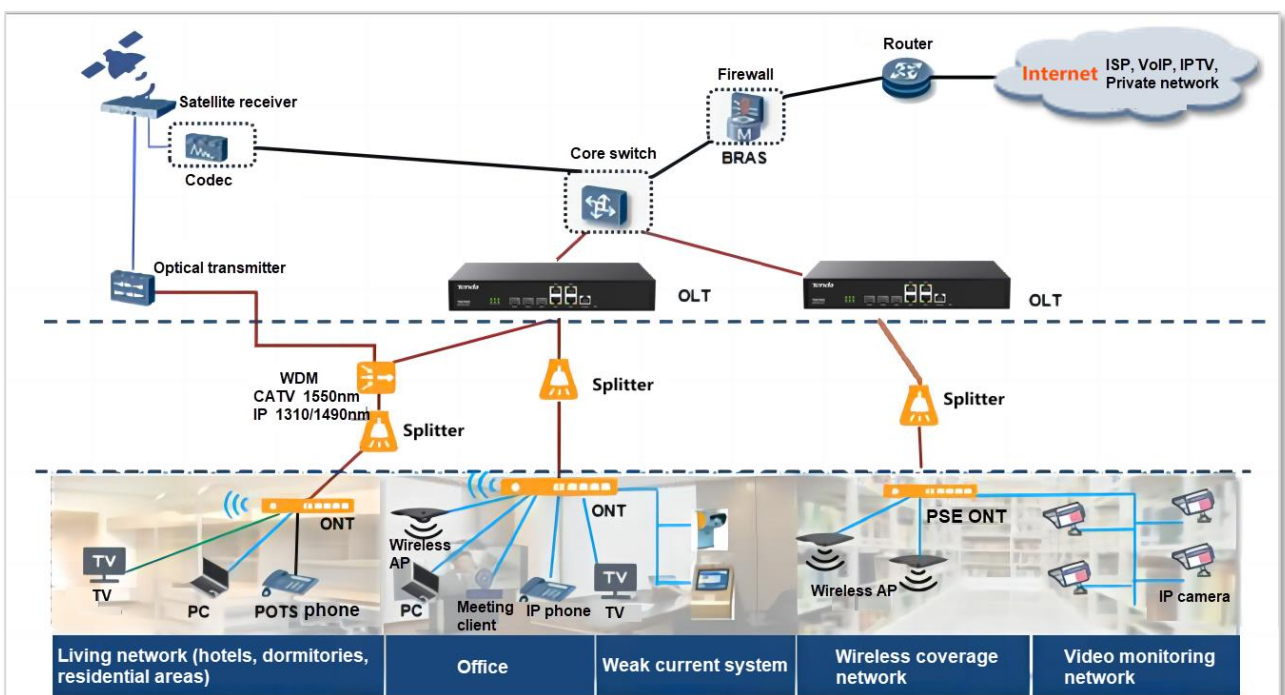 Router
Internet
ISP, VoIP, IPTV,
Private network
Firewall
M
BRAS
Satellite receiver
Core switch
Codec
Optical transmitter
Tenda
OLT
Tenda
OLT
WDM
CATV 1550nm
IP 1310/1490nm
Splitter
Splitter
Splitter
ONT
TV
TV
PC
POTS phone
ONT
Wireless
AP
PC
Meeting
client
IP phone
TV
TV
PSE ONT
Wireless AP
IP camera
Living network (hotels, dormitories,
residential areas)
Office
Weak current system
Wireless coverage
network
Video monitoring
network